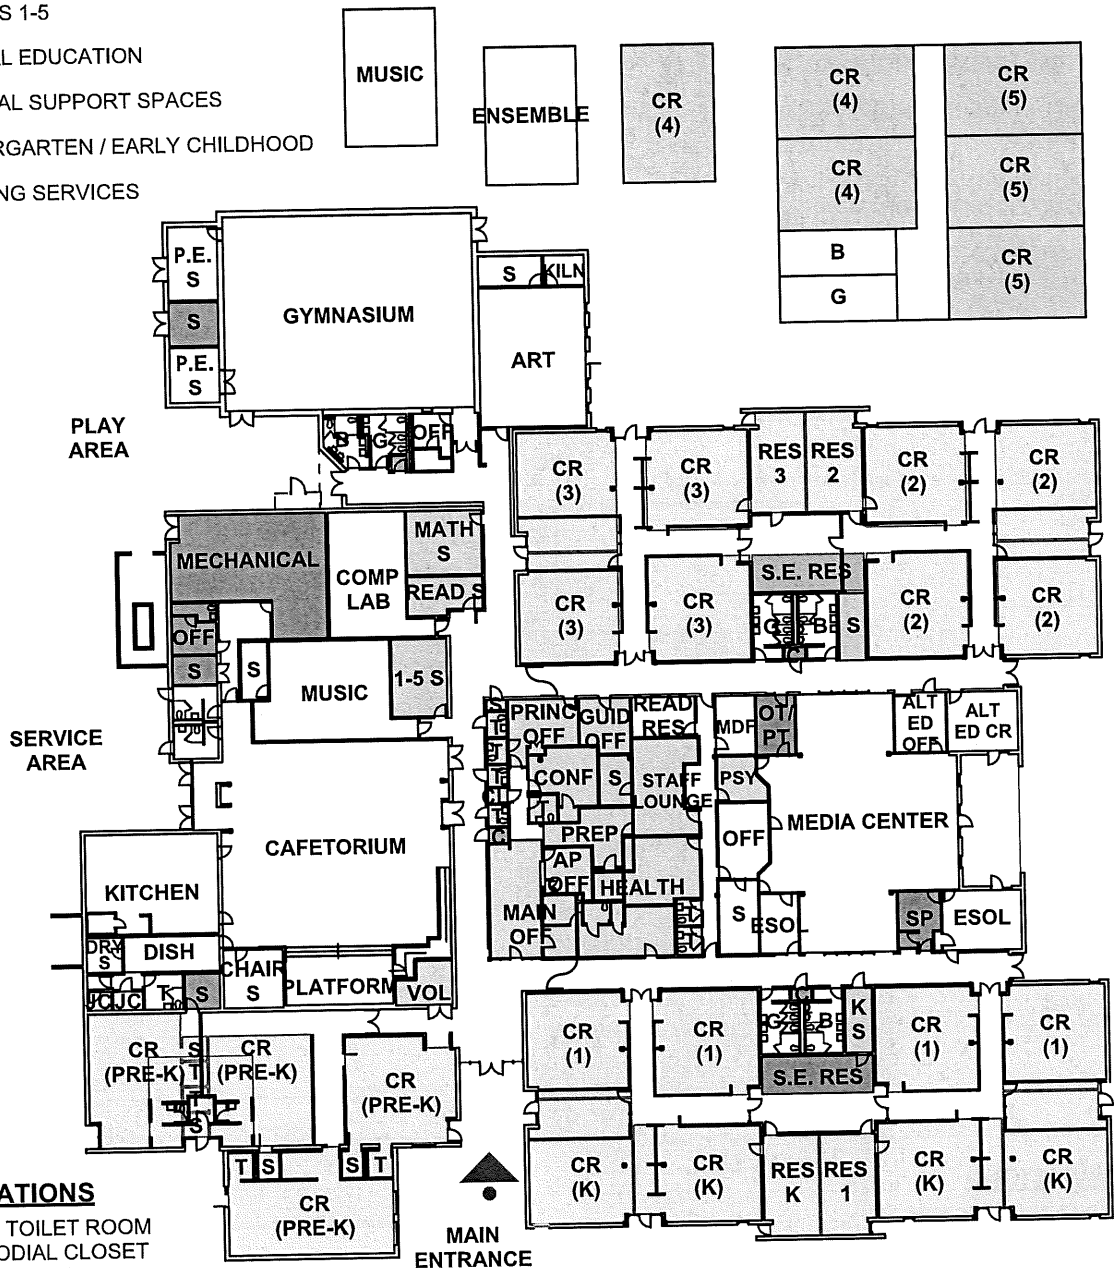 S 1-5
L EDUCATION
AL SUPPORT SPACES
RGARTEN / EARLY CHILDHOOD
NG SERVICES
MUSIC
ENSEMBLE
CR
(4)
CR
(4)
CR
(5)
CR
(4)
CR
(5)
B
G
CR
(5)
P.E.
S
S
P.E.
S
GYMNASIUM
S
KILN
ART
PLAY
AREA
B
G
OFF
CR
(3)
CR
(3)
RES
3
RES
2
CR
(2)
CR
(2)
MECHANICAL
COMP
LAB
MATH
S
READ S
OFF
S
S
MUSIC
1-5 S
CR
(3)
CR
(3)
S.E. RES
G
B
C
S
CR
(2)
CR
(2)
SERVICE
AREA
S
T
T
T
C
T
S
C
PRINC
OFF
GUID
OFF
READ
RES
CONF
S
STAFF
LOUNGE
T
PREP
AP
OFF
HEALTH
MAIN
OFF
T
MDF
OT/
PT
PSY
OFF
S
ESO
MEDIA CENTER
ALT
ED
OFF
ALT
ED CR
SP
ESOL
CAFETORIUM
KITCHEN
DRY
S
DISH
JC
JC
T
S
CHAIR
S
PLATFORM
VOL
CR
(PRE-K)
S
T
T
S
CR
(PRE-K)
CR
(PRE-K)
T
S
S
T
CR
(PRE-K)
CR
(1)
CR
(1)
C
G
B
K
S
S.E. RES
CR
(1)
CR
(1)
CR
(K)
CR
(K)
RES
K
RES
1
CR
(K)
CR
(K)
MAIN
ENTRANCE
ATIONS
TOILET ROOM
ODIAL CLOSET